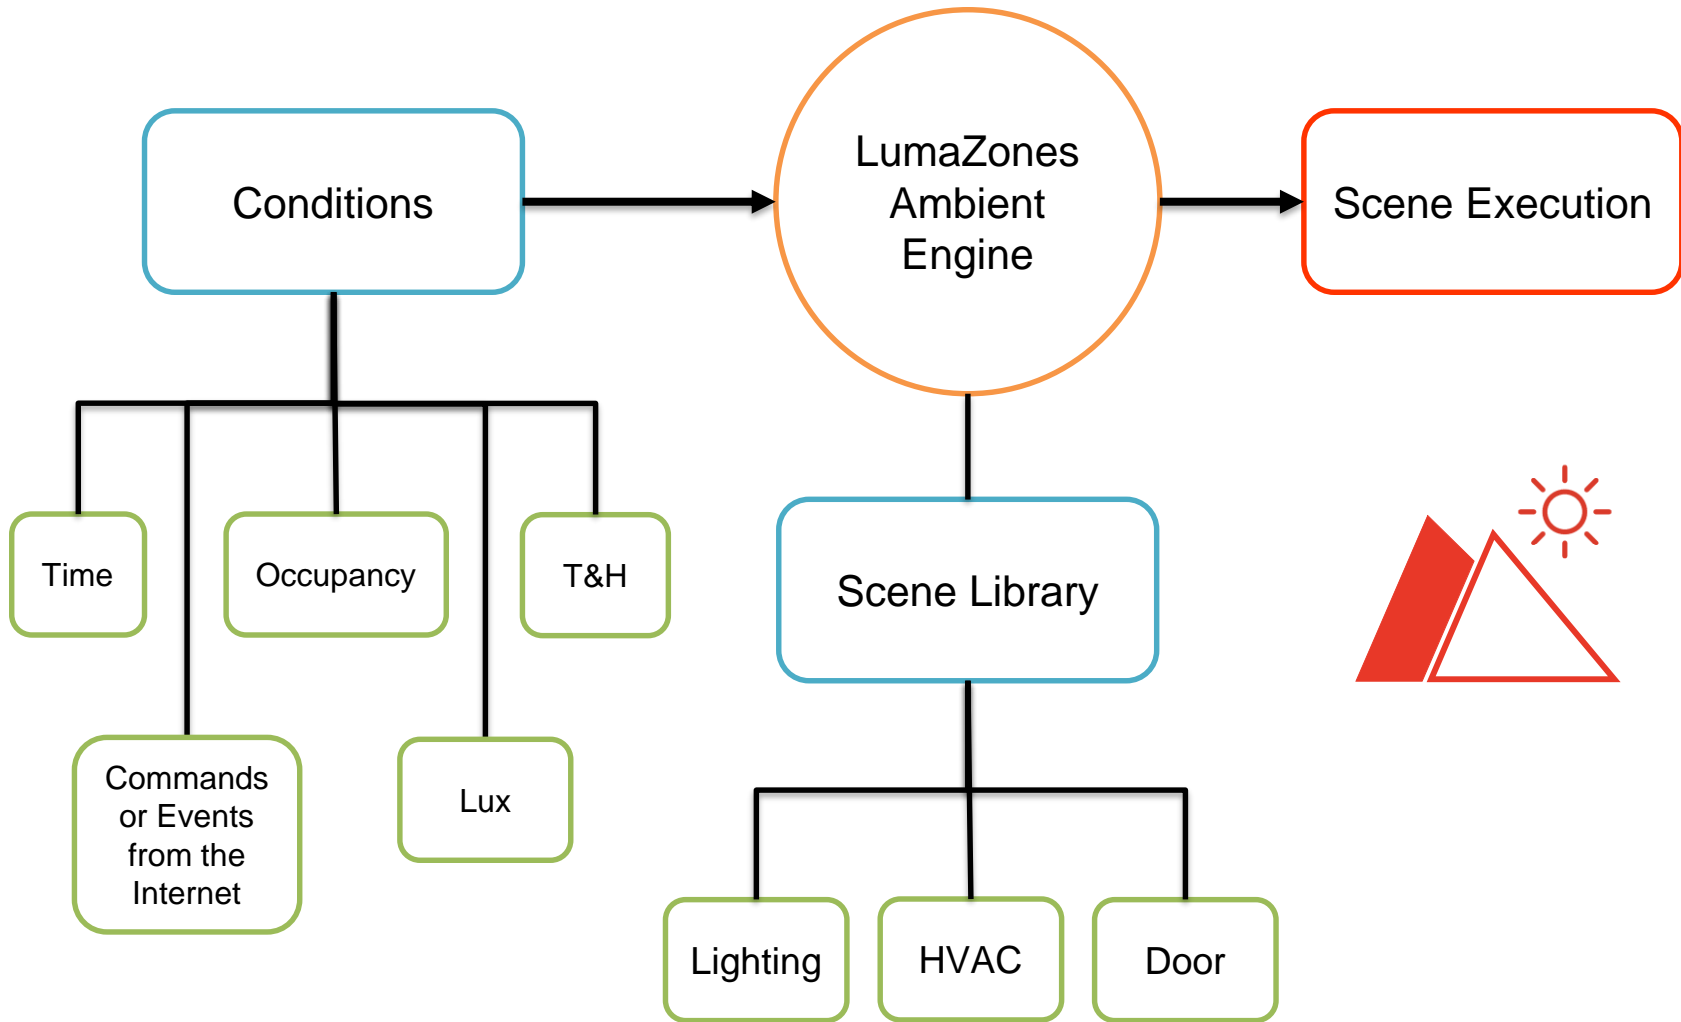 Conditions
LumaZones
Ambient
Engine
Scene Execution
Time
Occupancy
T&H
Scene Library
Commands
or Events
from the
Internet
Lux
Lighting
HVAC
Door